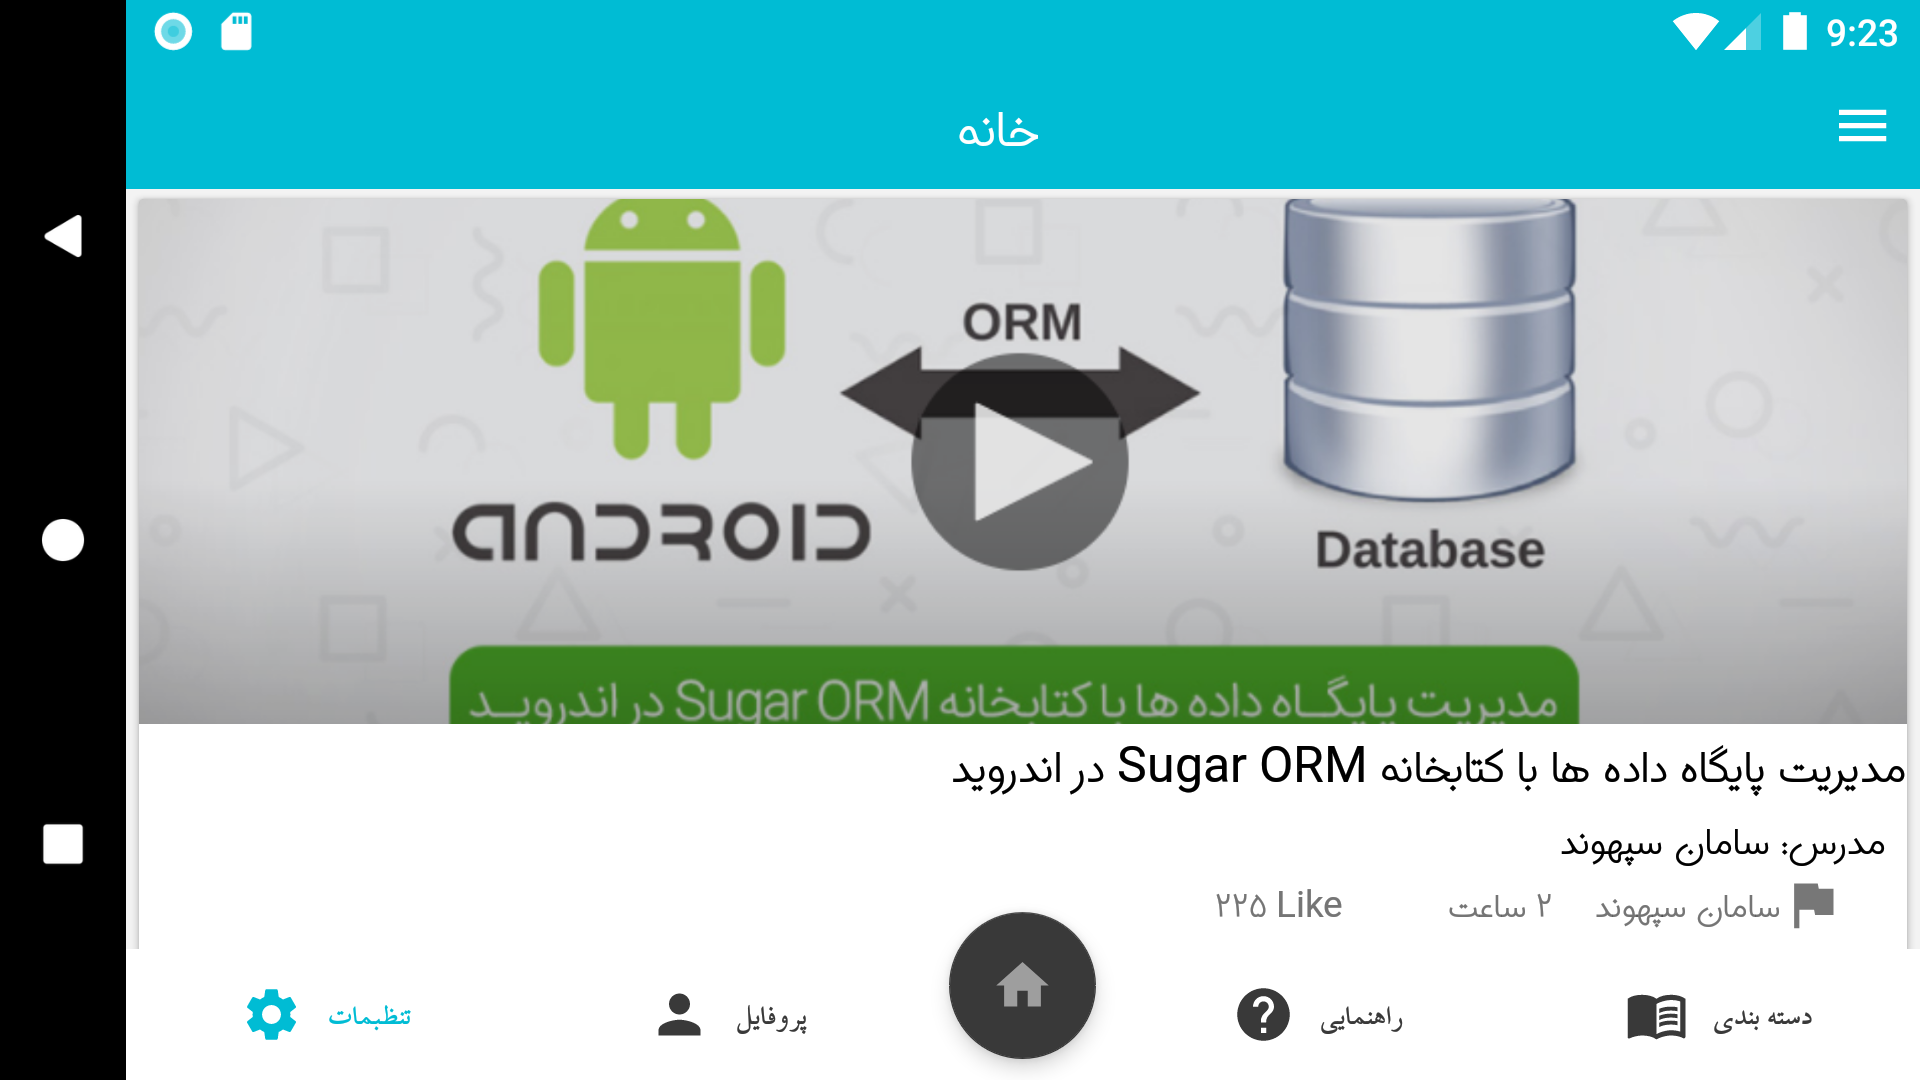 9:23
خانه
ORM
ANDROID
Database
مدیریت پایگاه داده ها با کتابخانه Sugar ORM در اندروید
مدیریت پایگاه داده ها با کتابخانه Sugar ORM در اندروید
مدرس: سامان سپهوند
سامان سپهوند ۲ ساعت ۲۲۵ Like
دسته بندی راهنمایی پروفایل تنظبمات